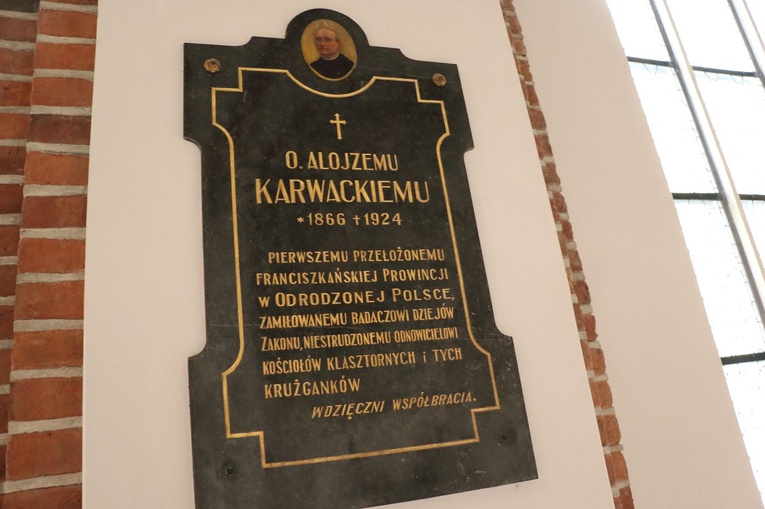 O. ALOJZEMU
KARWACKIEMU
*1866 †1924
PIERWSZEMU PRZEŁOŻONEMU
FRANCISZKAŃSKIEJ PROWINCJI
W ODRODZONEJ POLSCE,
ZAMIŁOWANEMU BADACZOWI DZIEJÓW
ZAKONU, NIESTRUDZONEMU ODNOWICIELOWI
KOŚCIOŁÓW KLASZTORNYCH i TYCH
KRUŻGANKÓW
WDZIĘCZNI WSPÓŁBRACIA.